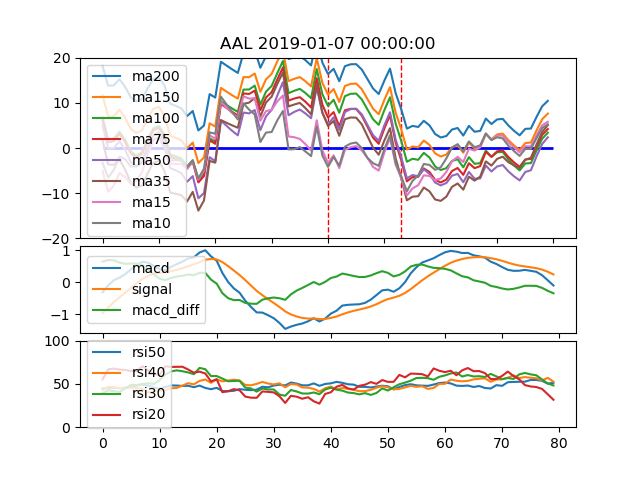 AAL 2019-01-07 00:00:00
20
10
0
−10
−20
ma200
ma150
ma100
ma75
ma50
ma35
ma15
ma10
1
0
−1
macd
signal
macd_diff
100
50
0
rsi50
rsi40
rsi30
rsi20
0 10 20 30 40 50 60 70 80